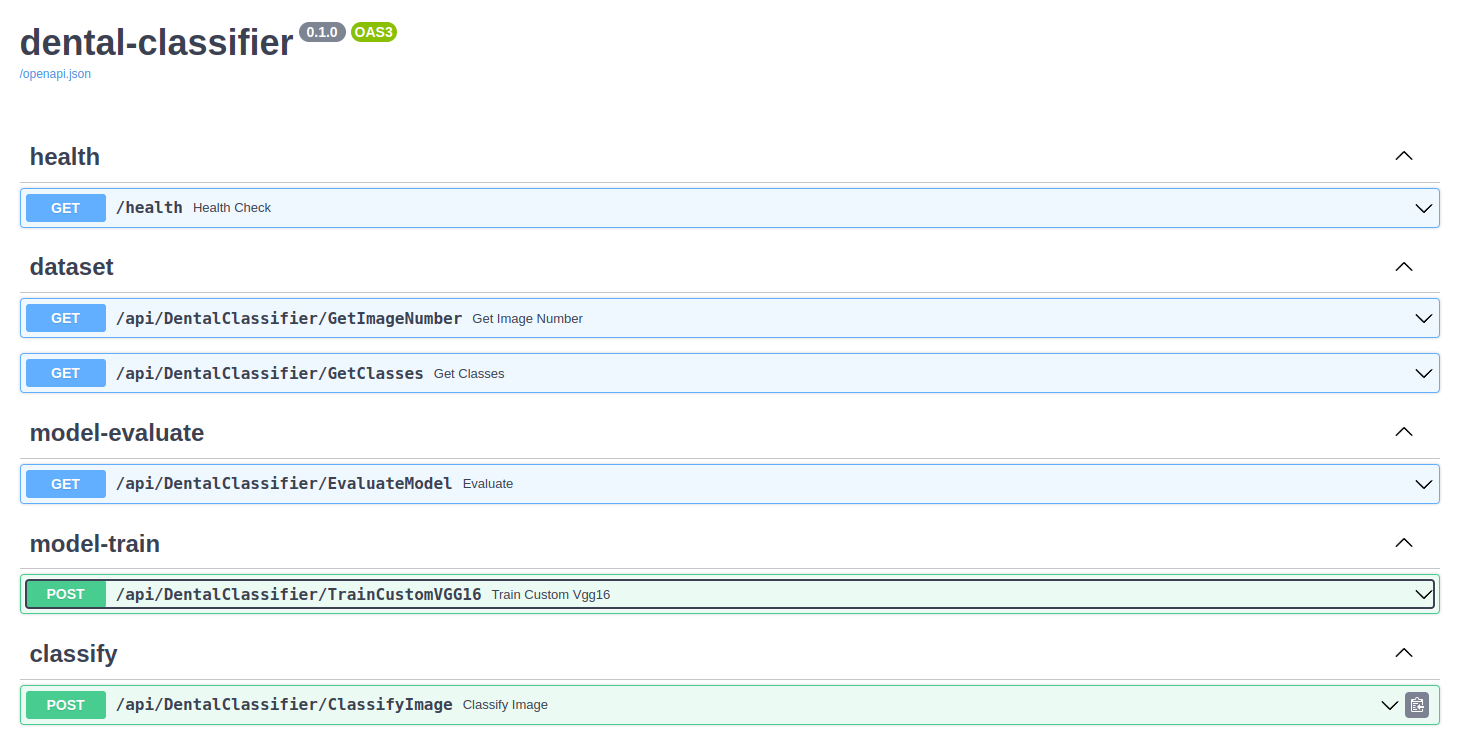 dental-classifier 0.1.0 OAS3
/openapi.json
health
GET /health Health Check
dataset
GET /api/DentalClassifier/GetImageNumber Get Image Number
GET /api/DentalClassifier/GetClasses Get Classes
model-evaluate
GET /api/DentalClassifier/EvaluateModel Evaluate
model-train
POST /api/DentalClassifier/TrainCustomVGG16 Train Custom Vgg16
classify
POST /api/DentalClassifier/ClassifyImage Classify Image